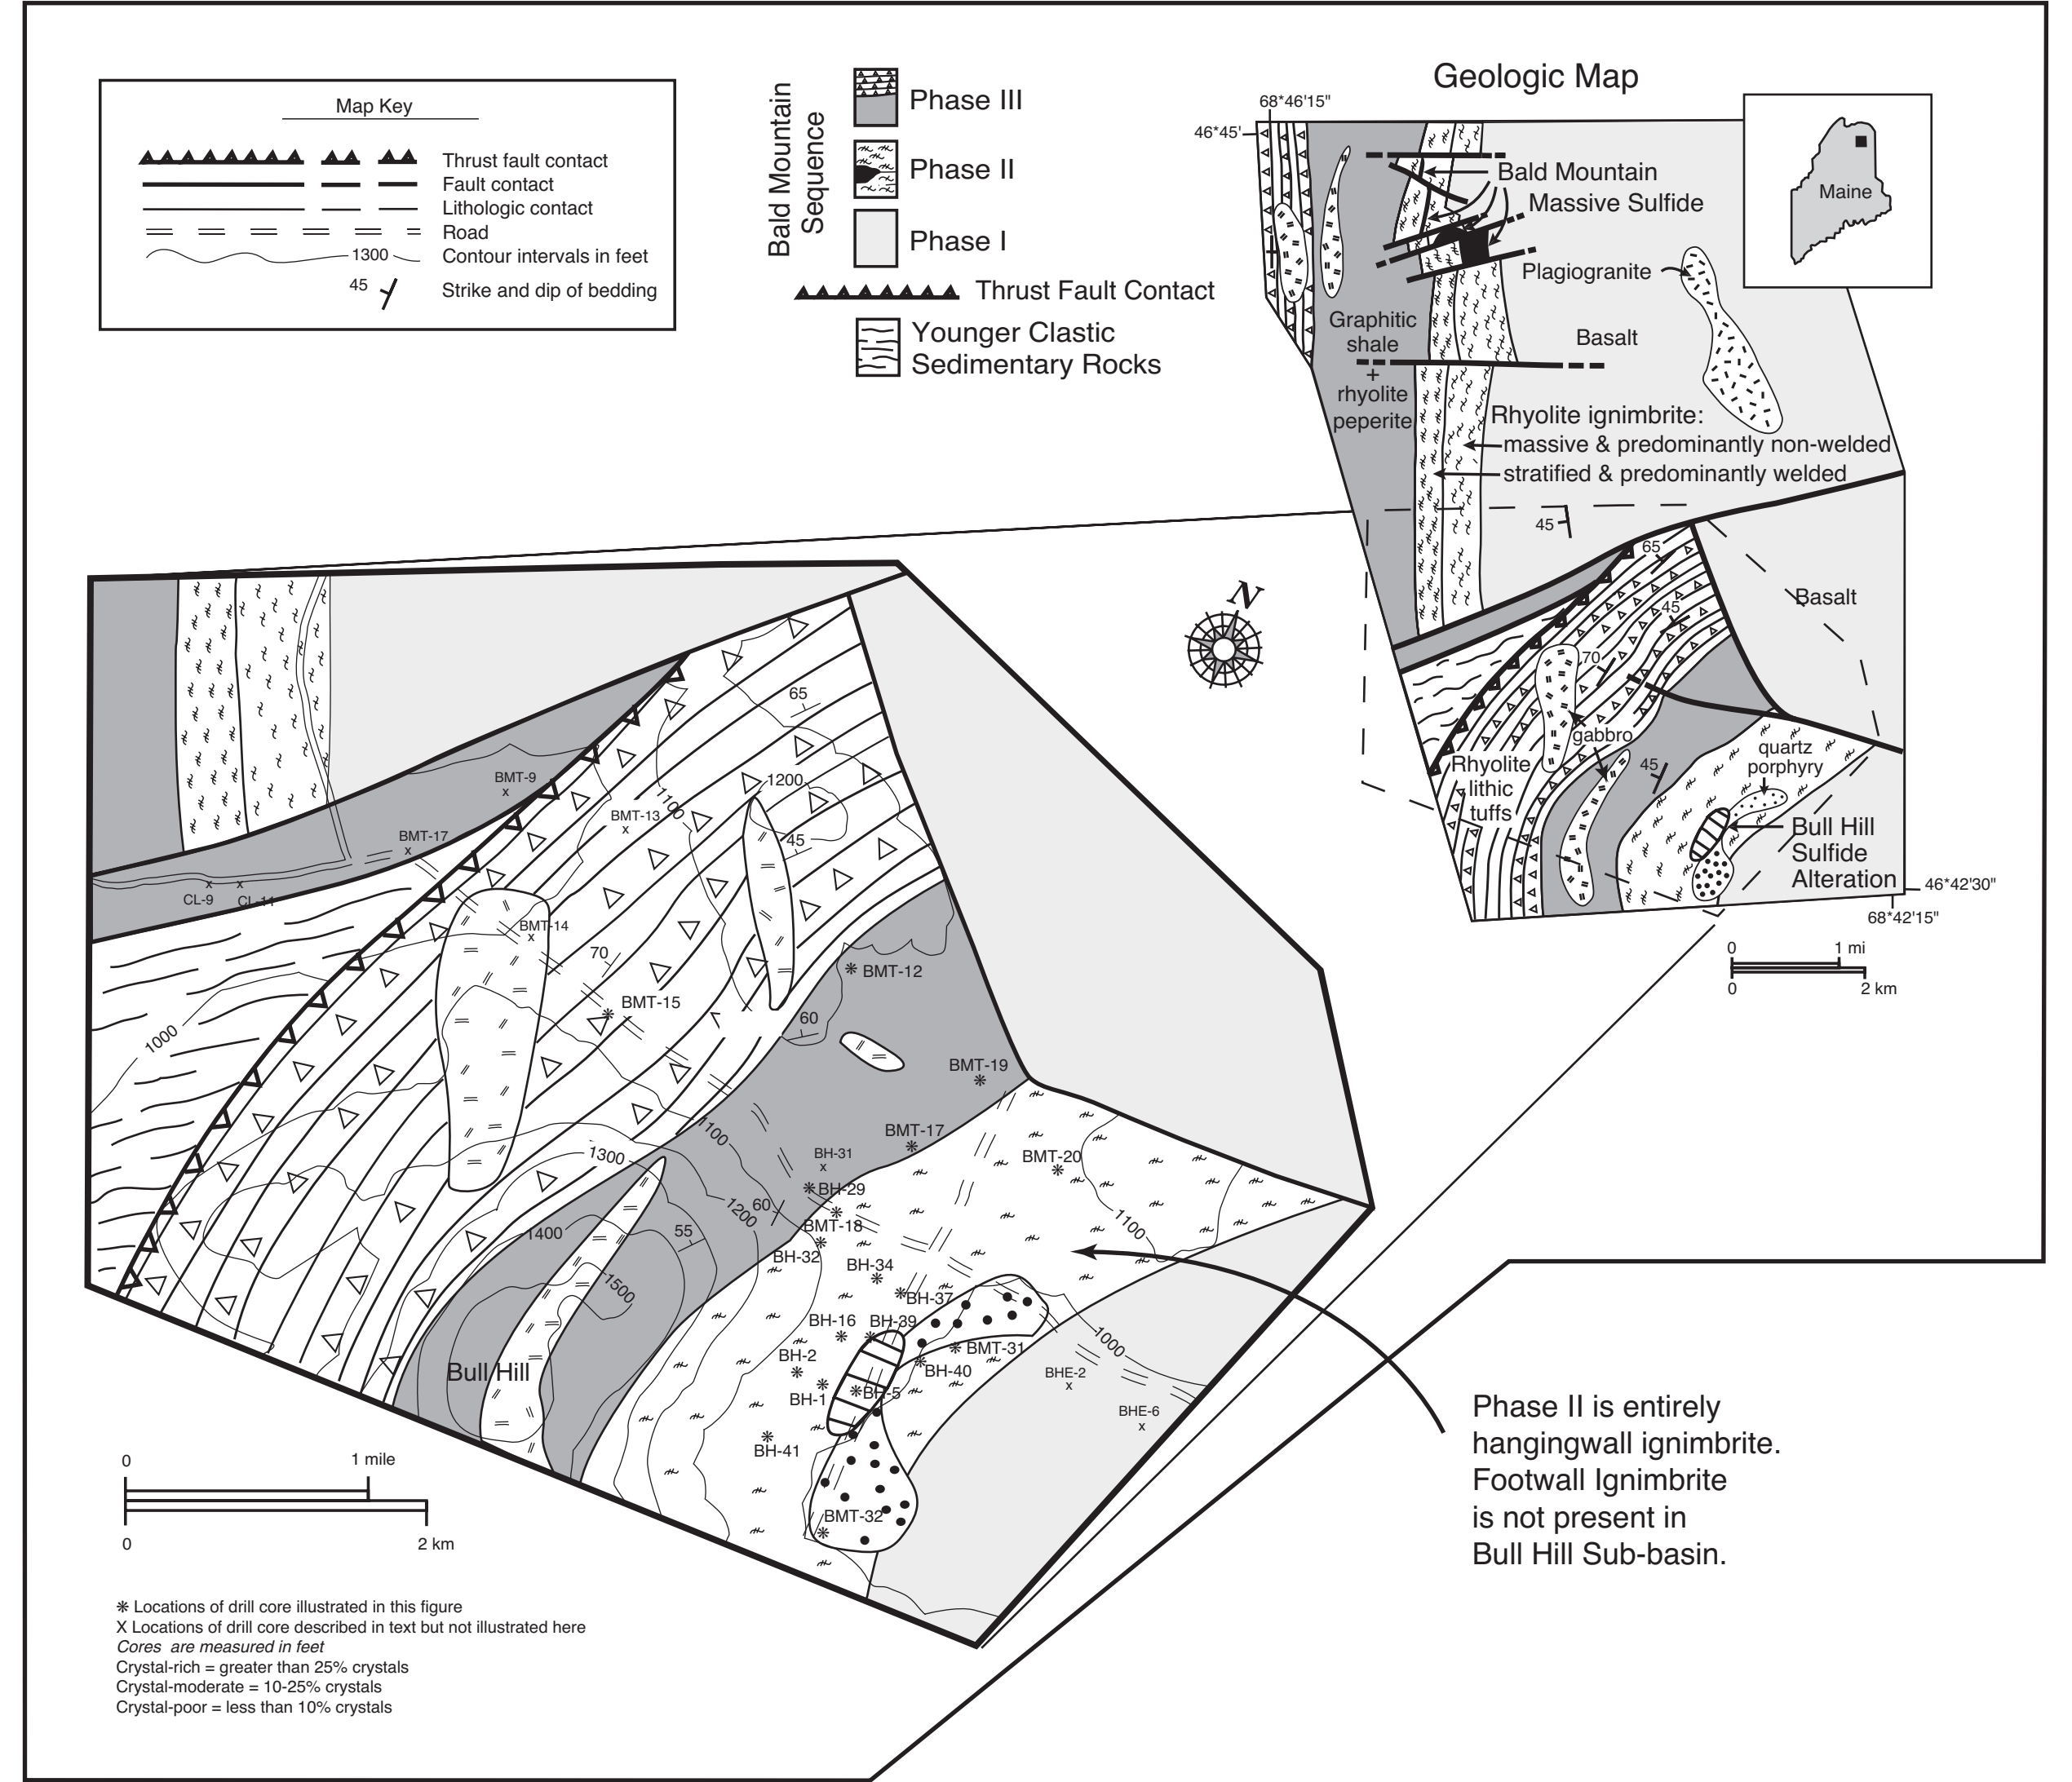 Map Key
Thrust fault contact
Fault contact
Lithologic contact
Road
1300
Contour intervals in feet
45
Strike and dip of bedding
Bald Mountain
Sequence
Phase III
Phase II
Phase I
Thrust Fault Contact
Younger Clastic
Sedimentary Rocks
Geologic Map
68*46'15"
46*45'
Maine
Bald Mountain
Massive Sulfide
Plagiogranite
Graphitic
shale
+
rhyolite
peperite
Basalt
Rhyolite ignimbrite:
massive & predominantly non-welded
stratified & predominantly welded
45
65
Basalt
45
70
gabbro
quartz
porphyry
45
Rhyolite
lithic
tuffs
Bull Hill
Sulfide
Alteration
46*42'30"
68*42'15"
0 1 mi
0 2 km
N
65
BMT-9
1200
1100
BMT-13
BMT-17
45
CL-9
CL-11
BMT-14
70
BMT-12
BMT-15
60
1000
BMT-19
1100
BMT-17
1300
BH-31
BMT-20
BH-29
60
1200
BMT-18
1400
55
1100
BH-32
BH-34
1500
BH-37
BH-16
BH-39
1000
BMT-31
BH-2
BH-40
BHE-2
Bull Hill
BH-1
BH-5
BHE-6
BH-41
BMT-32
0 1 mile
0 2 km
Phase II is entirely
hangingwall ignimbrite.
Footwall Ignimbrite
is not present in
Bull Hill Sub-basin.
⁕ Locations of drill core illustrated in this figure
X Locations of drill core described in text but not illustrated here
Cores are measured in feet
Crystal-rich = greater than 25% crystals
Crystal-moderate = 10-25% crystals
Crystal-poor = less than 10% crystals